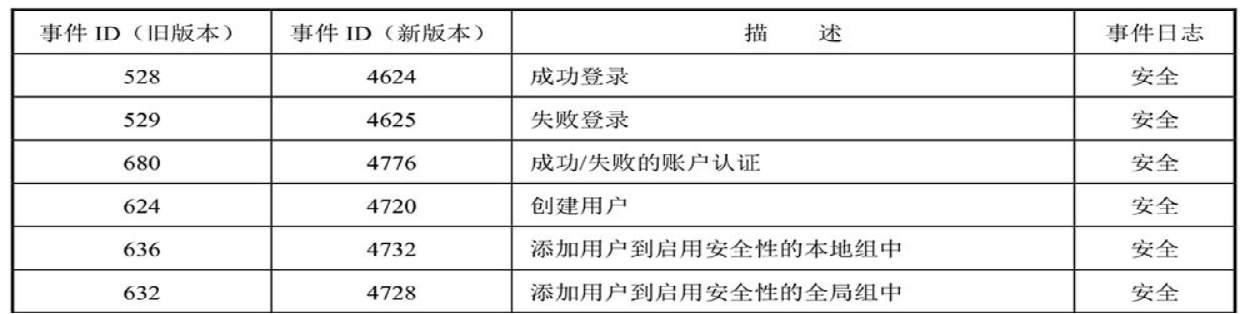 事件 ID（旧版本） 事件 ID（新版本） 描 述 事件日志
528 4624 成功登录 安全
529 4625 失败登录 安全
680 4776 成功/失败的账户认证 安全
624 4720 创建用户 安全
636 4732 添加用户到启用安全性的本地组中 安全
632 4728 添加用户到启用安全性的全局组中 安全